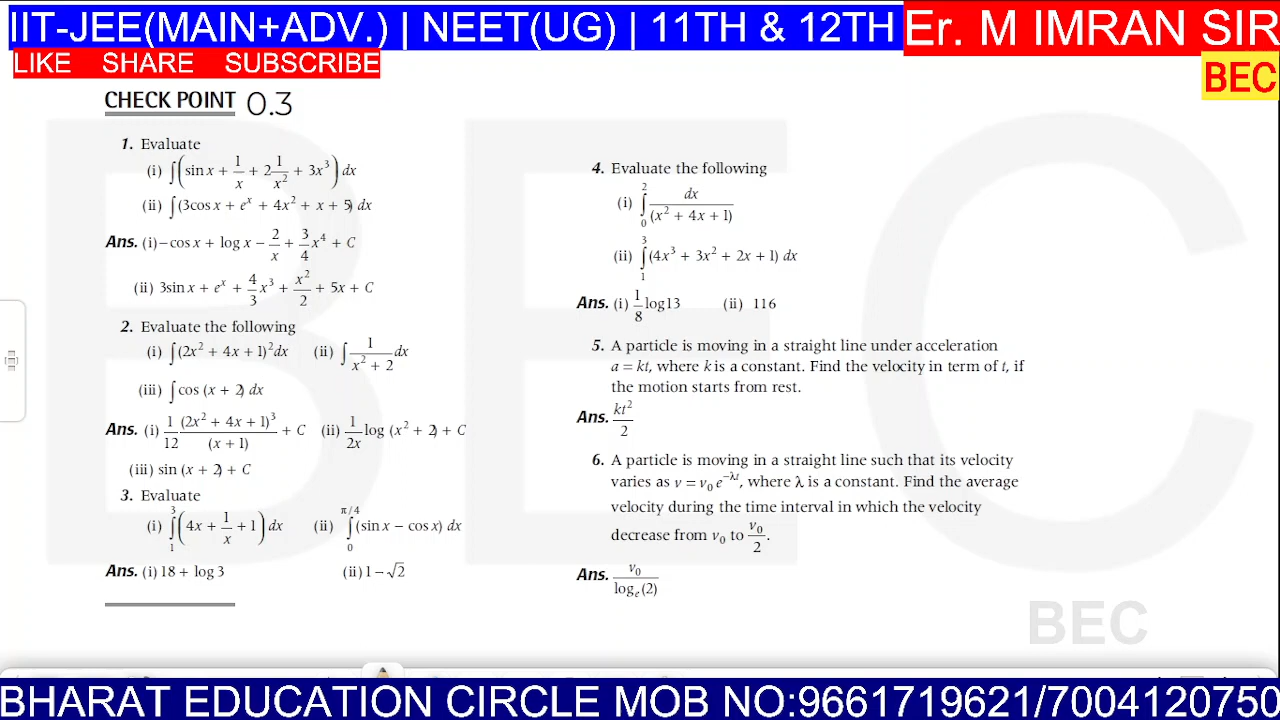 IIT-JEE(MAIN+ADV.) | NEET(UG) | 11TH & 12TH Er. M IMRAN SIR
LIKE SHARE SUBSCRIBE
BEC
CHECK POINT 0.3
1. Evaluate
(i) ∫(sin x + 1/x + 2 1/x² + 3x³) dx
(ii) ∫(3cos x + eˣ + 4x² + x + 5) dx
Ans. (i) – cos x + log x – 2/x + 3/4 x⁴ + C
(ii) 3sin x + eˣ + 4/3 x³ + x²/2 + 5x + C
2. Evaluate the following
(i) ∫(2x² + 4x + 1)² dx (ii) ∫ 1/(x² + 2) dx
(iii) ∫cos (x + 2) dx
Ans. (i) 1/12 (2x² + 4x + 1)³/(x + 1) + C (ii) 1/2x log (x² + 2) + C
(iii) sin (x + 2) + C
3. Evaluate
(i) ∫₁³ (4x + 1/x + 1) dx (ii) ∫₀^(π/4) (sin x – cos x) dx
Ans. (i) 18 + log 3 (ii) 1 – √2
4. Evaluate the following
(i) ∫₀² dx/(x² + 4x + 1)
(ii) ∫₁³ (4x³ + 3x² + 2x + 1) dx
Ans. (i) 1/8 log13 (ii) 116
5. A particle is moving in a straight line under acceleration
a = kt, where k is a constant. Find the velocity in term of t, if
the motion starts from rest.
Ans. kt²/2
6. A particle is moving in a straight line such that its velocity
varies as v = v₀ e^(–λt), where λ is a constant. Find the average
velocity during the time interval in which the velocity
decrease from v₀ to v₀/2.
Ans. v₀/logₑ(2)
BEC
BEC
BHARAT EDUCATION CIRCLE MOB NO:9661719621/7004120750